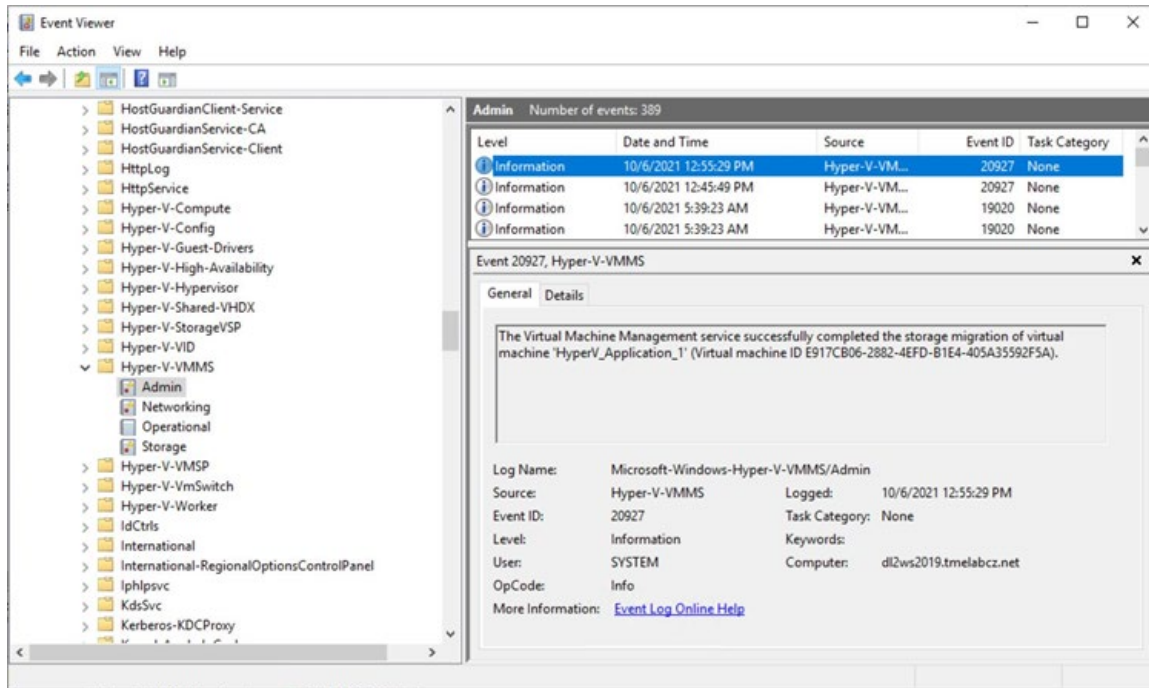 Event Viewer
File Action View Help
HostGuardianClient-Service
HostGuardianService-CA
HostGuardianService-Client
HttpLog
HttpService
Hyper-V-Compute
Hyper-V-Config
Hyper-V-Guest-Drivers
Hyper-V-High-Availability
Hyper-V-Hypervisor
Hyper-V-Shared-VHDX
Hyper-V-StorageVSP
Hyper-V-VID
Hyper-V-VMMS
Admin
Networking
Operational
Storage
Hyper-V-VMSP
Hyper-V-VmSwitch
Hyper-V-Worker
IdCtrls
International
International-RegionalOptionsControlPanel
Iphlpsvc
KdsSvc
Kerberos-KDCProxy
Admin Number of events: 389
Level Date and Time Source Event ID Task Category
Information 10/6/2021 12:55:29 PM Hyper-V-VM... 20927 None
Information 10/6/2021 12:45:49 PM Hyper-V-VM... 20927 None
Information 10/6/2021 5:39:23 AM Hyper-V-VM... 19020 None
Information 10/6/2021 5:39:23 AM Hyper-V-VM... 19020 None
Event 20927, Hyper-V-VMMS
General Details
The Virtual Machine Management service successfully completed the storage migration of virtual
machine 'HyperV_Application_1' (Virtual machine ID E917CB06-2882-4EFD-B1E4-405A35592F5A).
Log Name: Microsoft-Windows-Hyper-V-VMMS/Admin
Source: Hyper-V-VMMS Logged: 10/6/2021 12:55:29 PM
Event ID: 20927 Task Category: None
Level: Information Keywords:
User: SYSTEM Computer: dl2ws2019.tmelabcz.net
OpCode: Info
More Information: Event Log Online Help